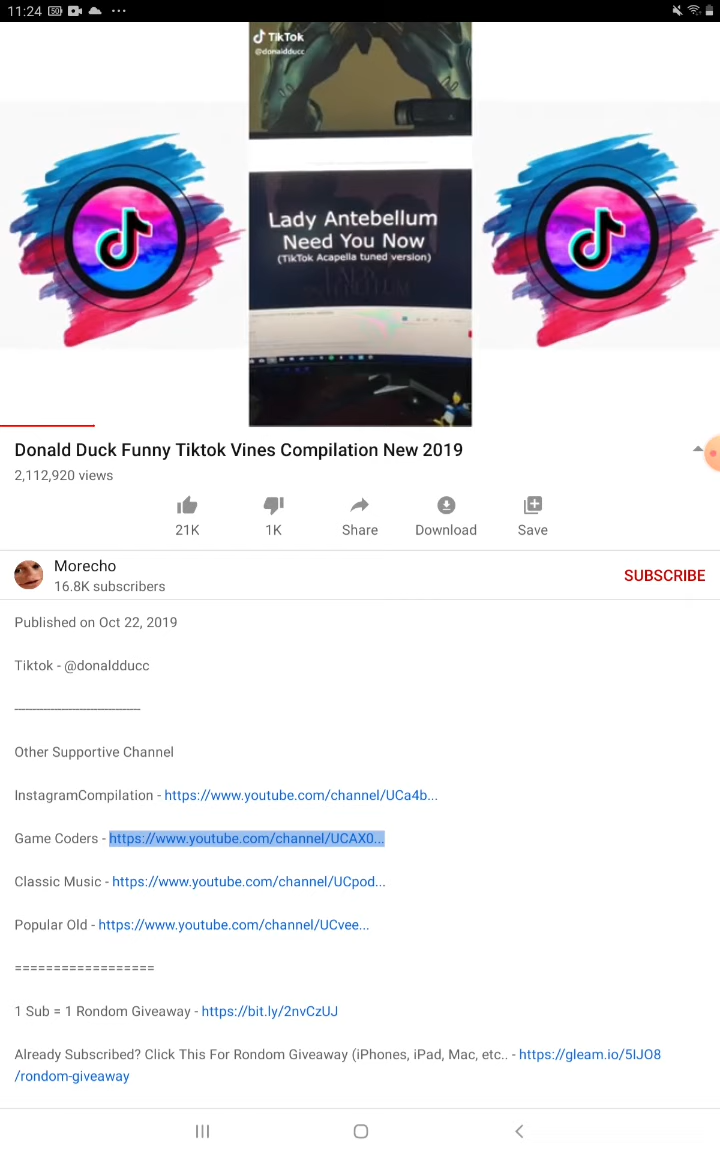 11:24
TikTok
@donaldducc
Lady Antebellum
Need You Now
(TikTok Acapella tuned version)
Donald Duck Funny Tiktok Vines Compilation New 2019
2,112,920 views
21K
1K
Share
Download
Save
Morecho
16.8K subscribers
SUBSCRIBE
Published on Oct 22, 2019
Tiktok - @donaldducc
Other Supportive Channel
InstagramCompilation - https://www.youtube.com/channel/UCa4b...
Game Coders - https://www.youtube.com/channel/UCAX0...
Classic Music - https://www.youtube.com/channel/UCpod...
Popular Old - https://www.youtube.com/channel/UCvee...
==================
1 Sub = 1 Rondom Giveaway - https://bit.ly/2nvCzUJ
Already Subscribed? Click This For Rondom Giveaway (iPhones, iPad, Mac, etc.. - https://gleam.io/5IJO8
/rondom-giveaway